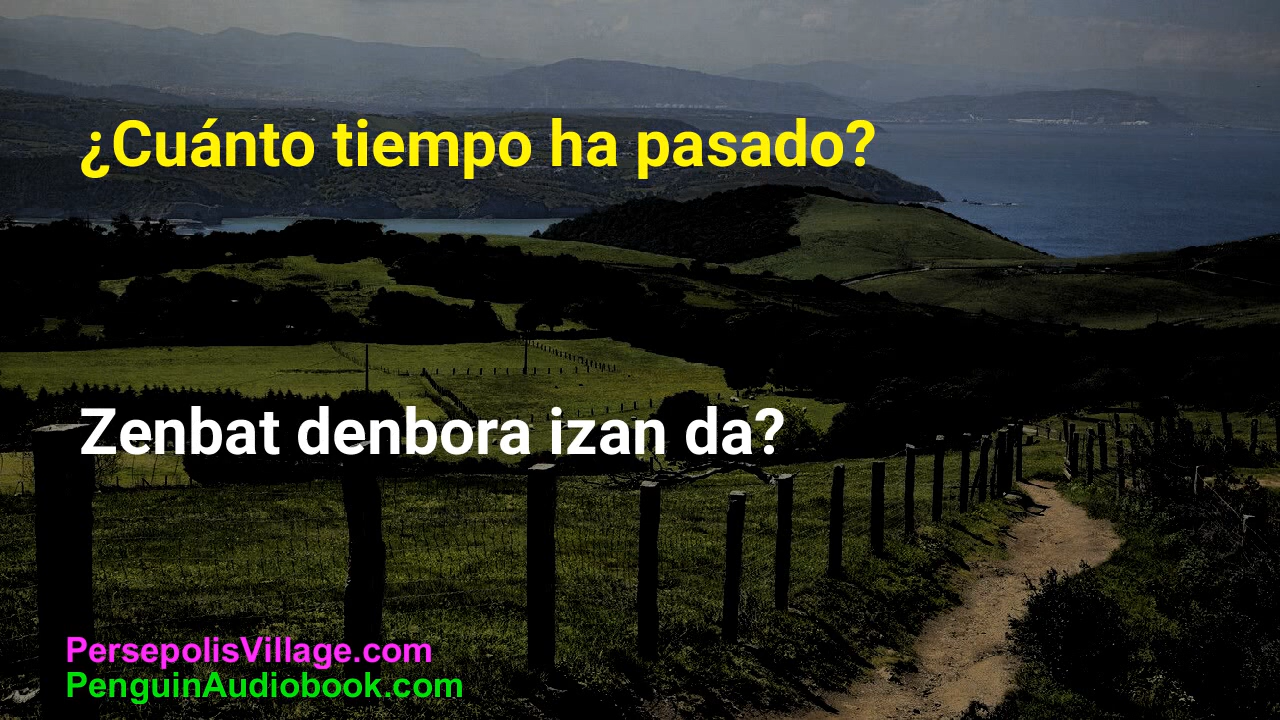 ¿Cuánto tiempo ha pasado?
Zenbat denbora izan da?
PersepolisVillage.com
PenguinAudiobook.com